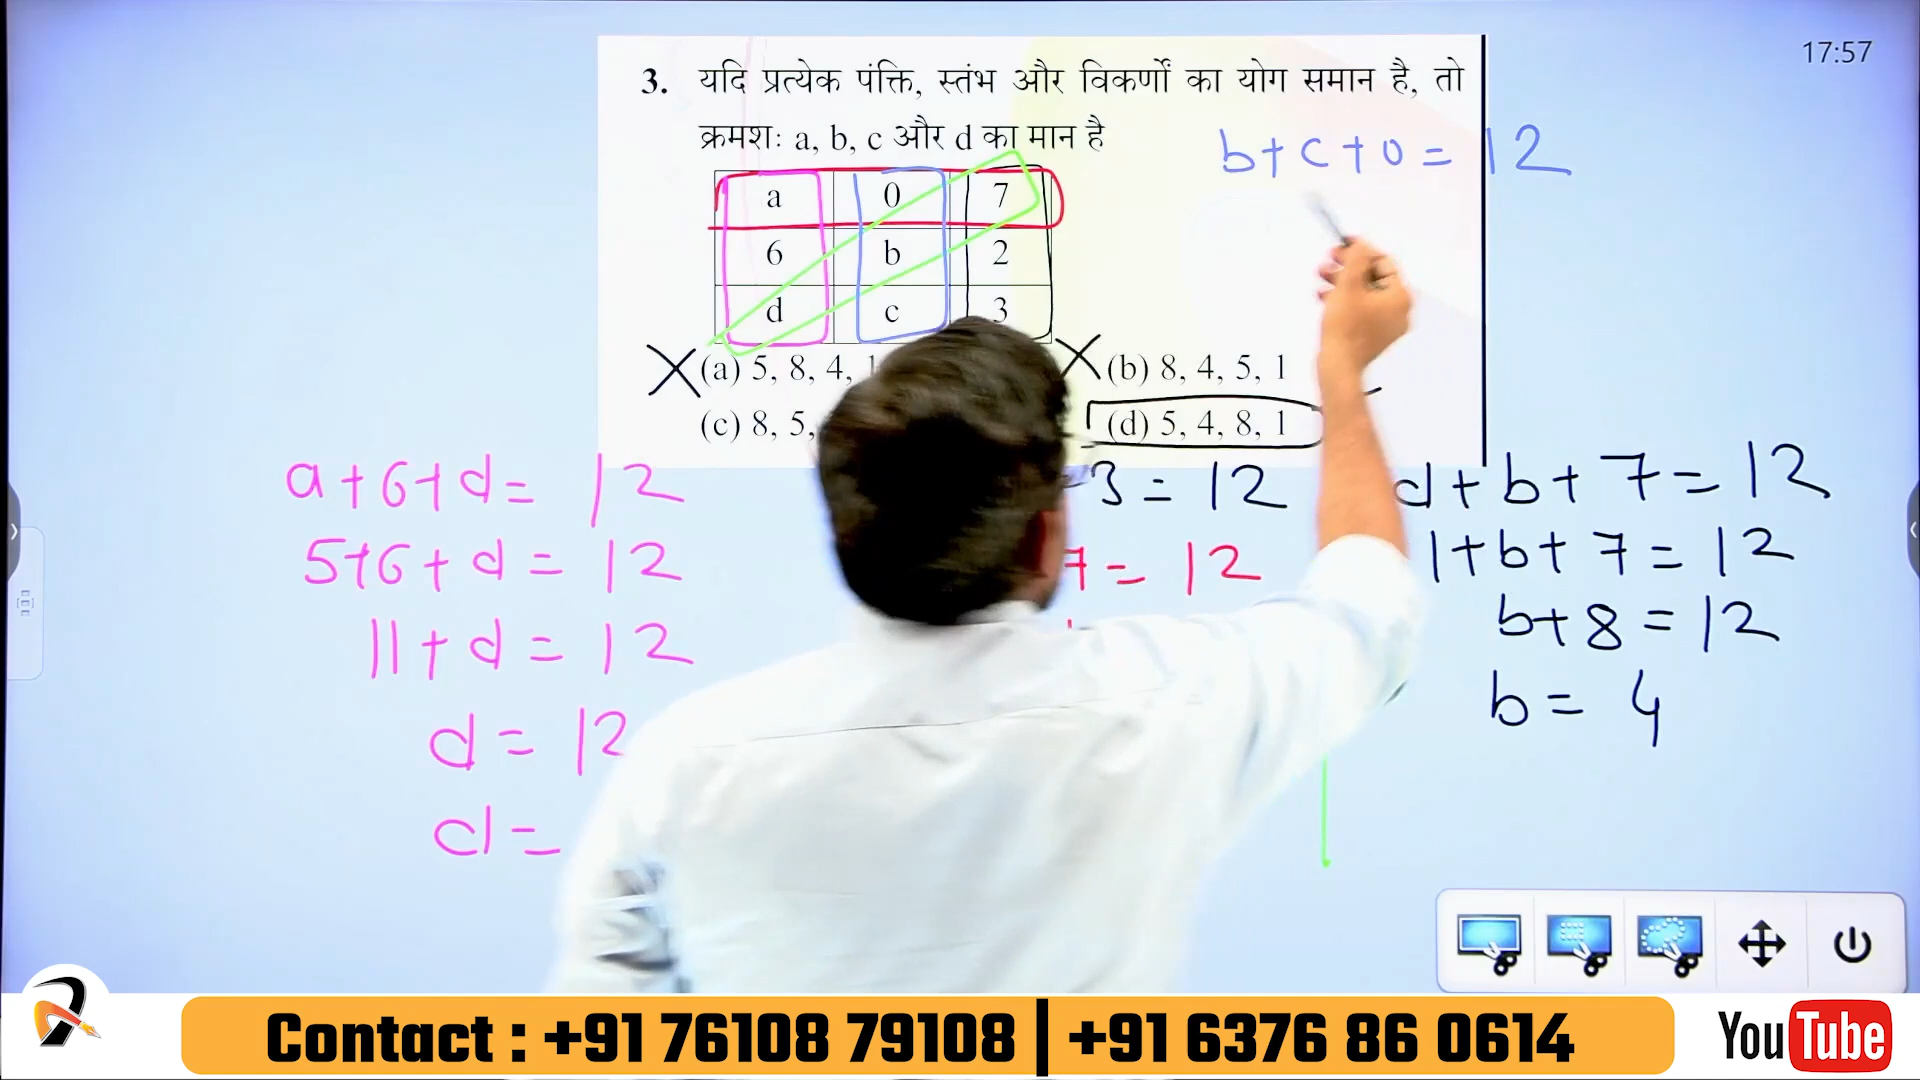 17:57
3. यदि प्रत्येक पंक्ति, स्तंभ और विकर्णों का योग समान है, तो
क्रमशः a, b, c और d का मान है
b+c+0 = 12
a 0 7
6 b 2
d c 3
(a) 5, 8, 4,
(b) 8, 4, 5, 1
(c) 8, 5,
(d) 5, 4, 8, 1
a+6+d= 12
5+6+d = 12
11+d = 12
d = 12
d =
3 = 12
7 = 12
d+b+7=12
1+b+7=12
b+8=12
b = 4
Contact : +91 76108 79108 | +91 6376 86 0614
YouTube